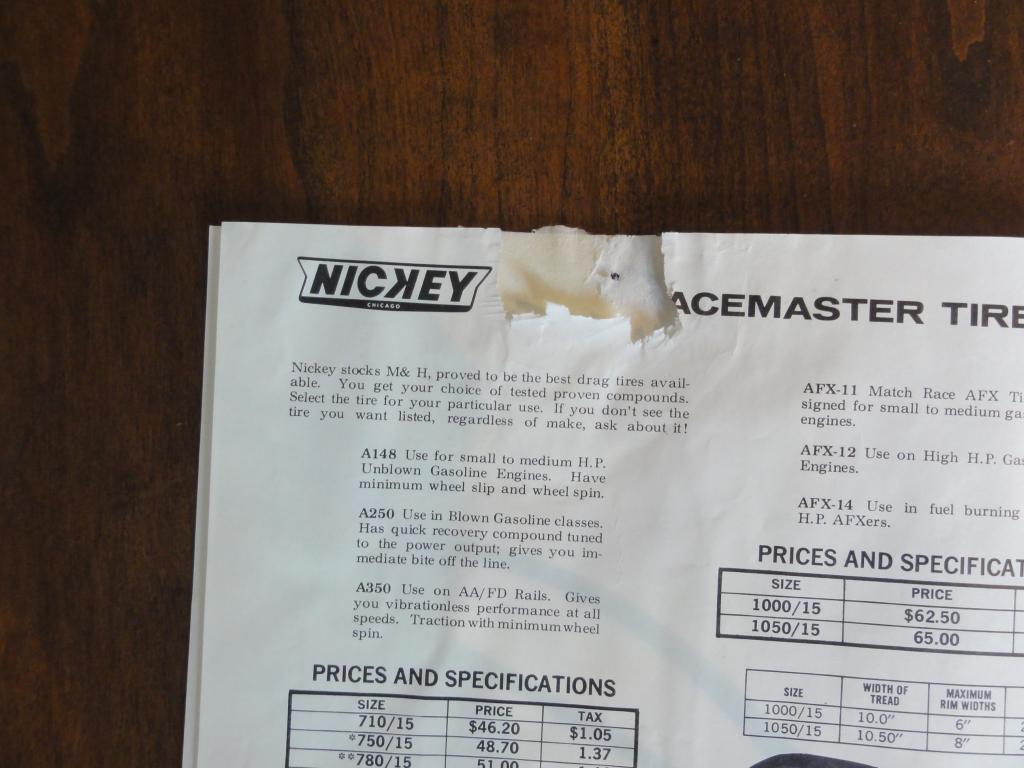 NICKEY
CHICAGO
ACEMASTER TIRE
Nickey stocks M& H, proved to be the best drag tires avail-
able. You get your choice of tested proven compounds.
Select the tire for your particular use. If you don't see the
tire you want listed, regardless of make, ask about it!
A148 Use for small to medium H.P.
Unblown Gasoline Engines. Have
minimum wheel slip and wheel spin.
A250 Use in Blown Gasoline classes.
Has quick recovery compound tuned
to the power output; gives you im-
mediate bite off the line.
A350 Use on AA/FD Rails. Gives
you vibrationless performance at all
speeds. Traction with minimum wheel
spin.
PRICES AND SPECIFICATIONS
SIZE PRICE TAX
710/15 $46.20 $1.05
*750/15 48.70 1.37
**780/15 51.00
AFX-11 Match Race AFX Ti
signed for small to medium ga
engines.
AFX-12 Use on High H.P. Gas
Engines.
AFX-14 Use in fuel burning
H.P. AFXers.
PRICES AND SPECIFICAT
SIZE PRICE
1000/15 $62.50
1050/15 65.00
SIZE WIDTH OF TREAD MAXIMUM RIM WIDTHS
1000/15 10.0" 6" 2
1050/15 10.50" 8" 2